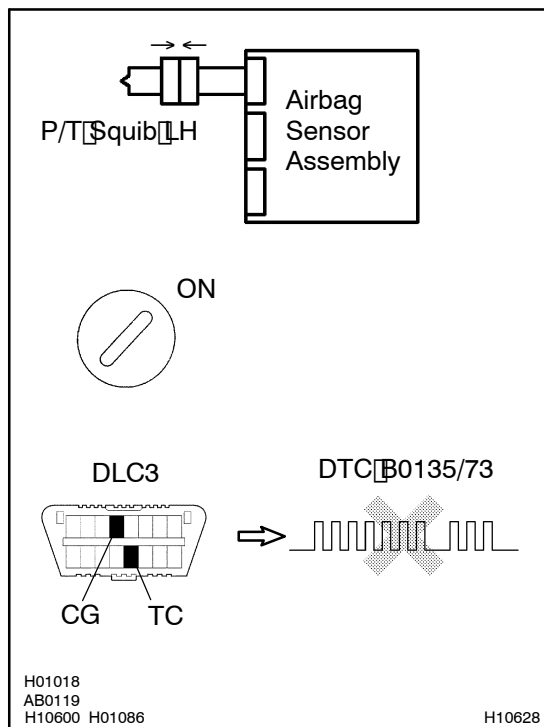 P/T▯Squib▯LH
Airbag
Sensor
Assembly
ON
DLC3
DTC▯B0135/73
CG
TC
H01018
AB0119
H10600 H01086
H10628